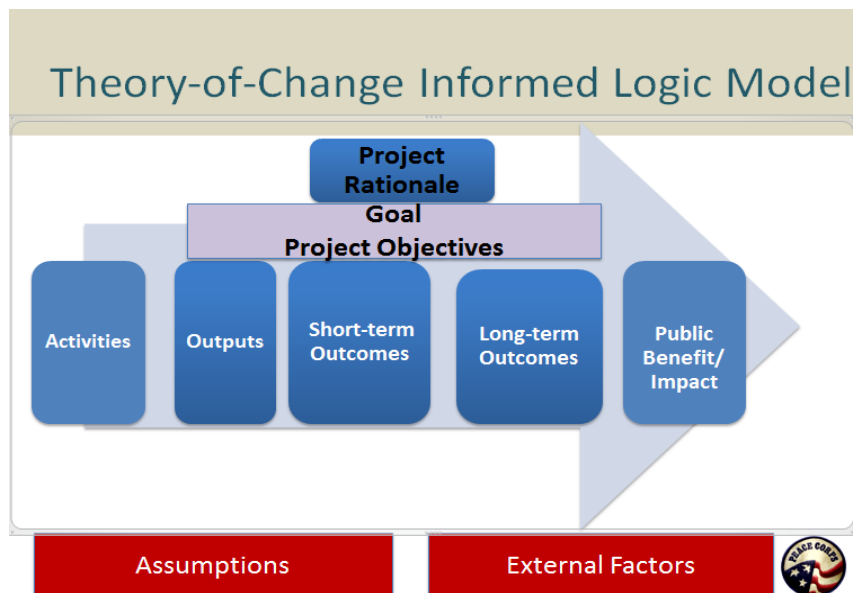 Theory-of-Change Informed Logic Model
Project
Rationale
Goal
Project Objectives
Activities
Outputs
Short-term
Outcomes
Long-term
Outcomes
Public
Benefit/
Impact
Assumptions
External Factors
PEACE CORPS